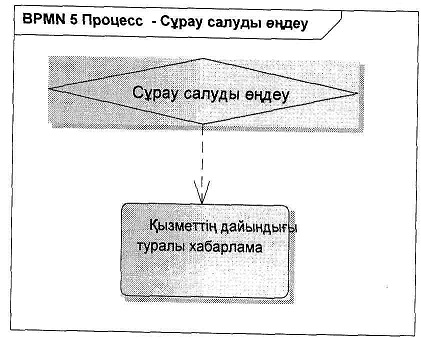 BPMN 5 Процесс - Сұрау салуды өңдеу
Сұрау салуды өңдеу
Қызметтің дайындығы
туралы хабарлама